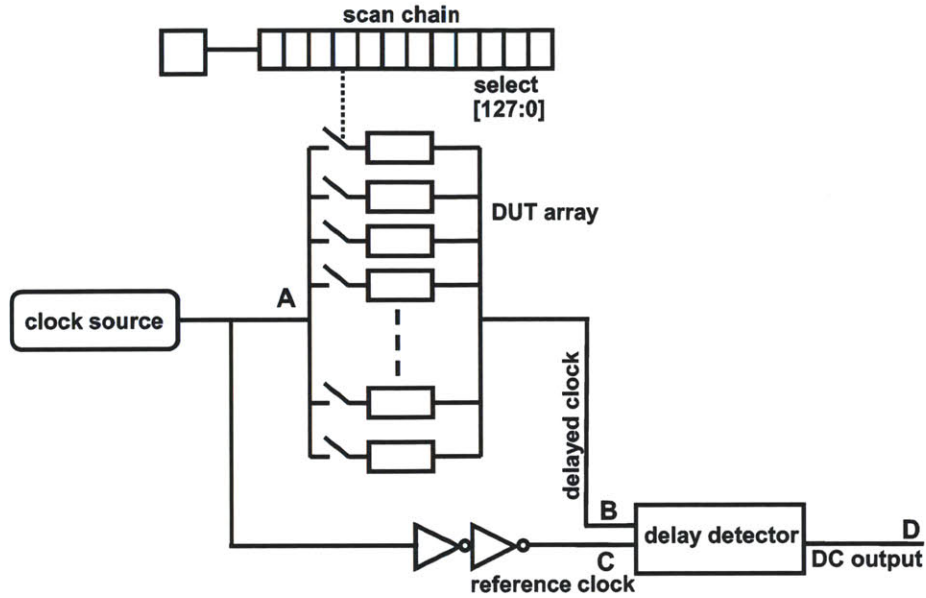 scan chain
select
[127:0]
DUT array
A
clock source
delayed clock
B
delay detector
D
C
DC output
reference clock